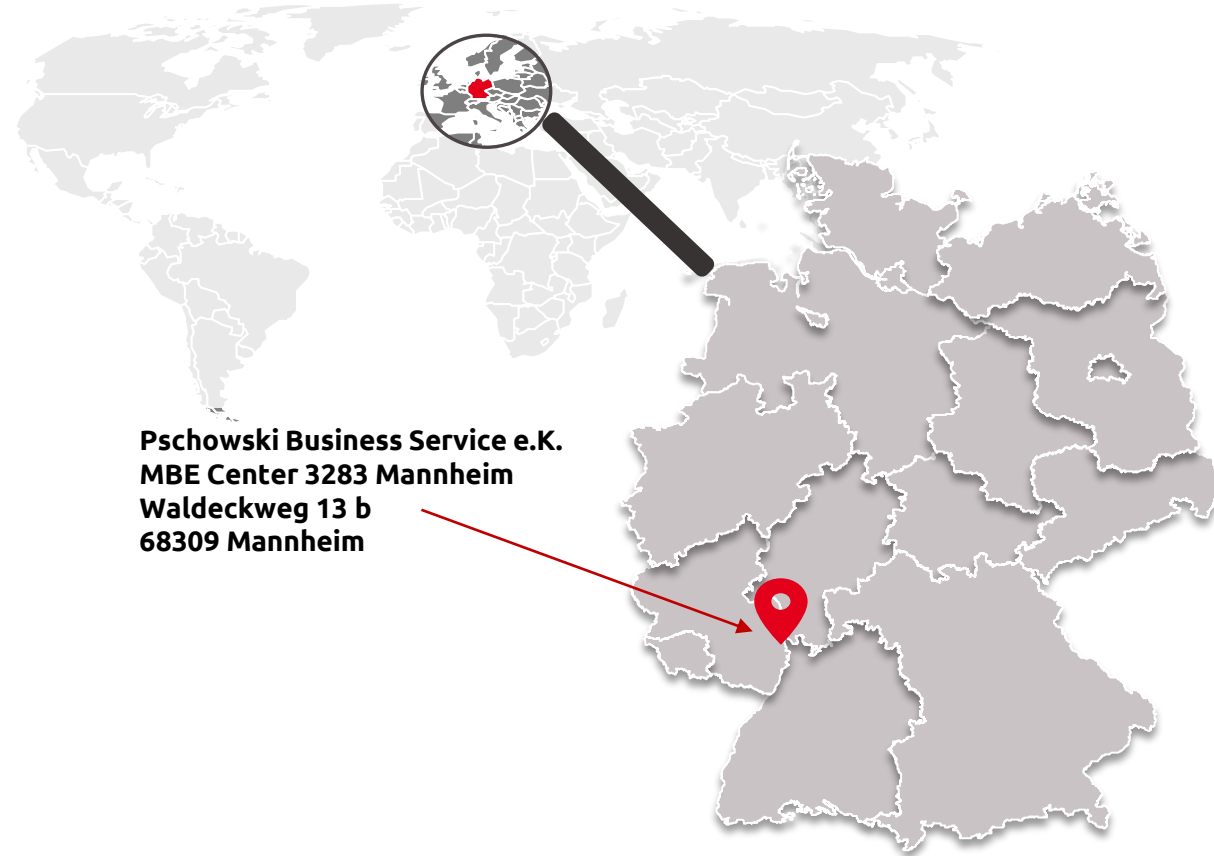 Pschowski Business Service e.K.
MBE Center 3283 Mannheim
Waldeckweg 13 b
68309 Mannheim